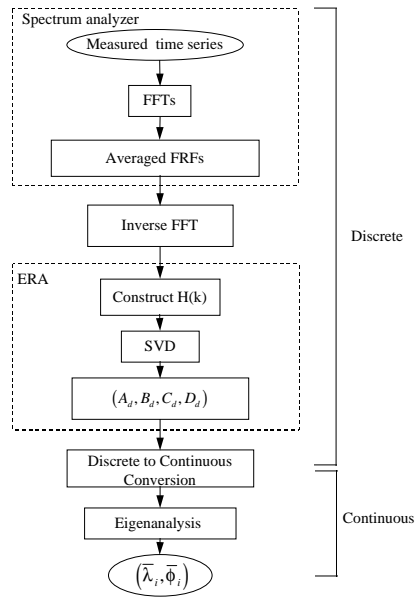 Spectrum analyzer
Measured time series
FFTs
Averaged FRFs
Inverse FFT
Discrete
ERA
Construct H(k)
SVD
(A_d, B_d, C_d, D_d)
Discrete to Continuous
Conversion
Eigenanalysis
Continuous
(λ̄_i, φ̄_i)